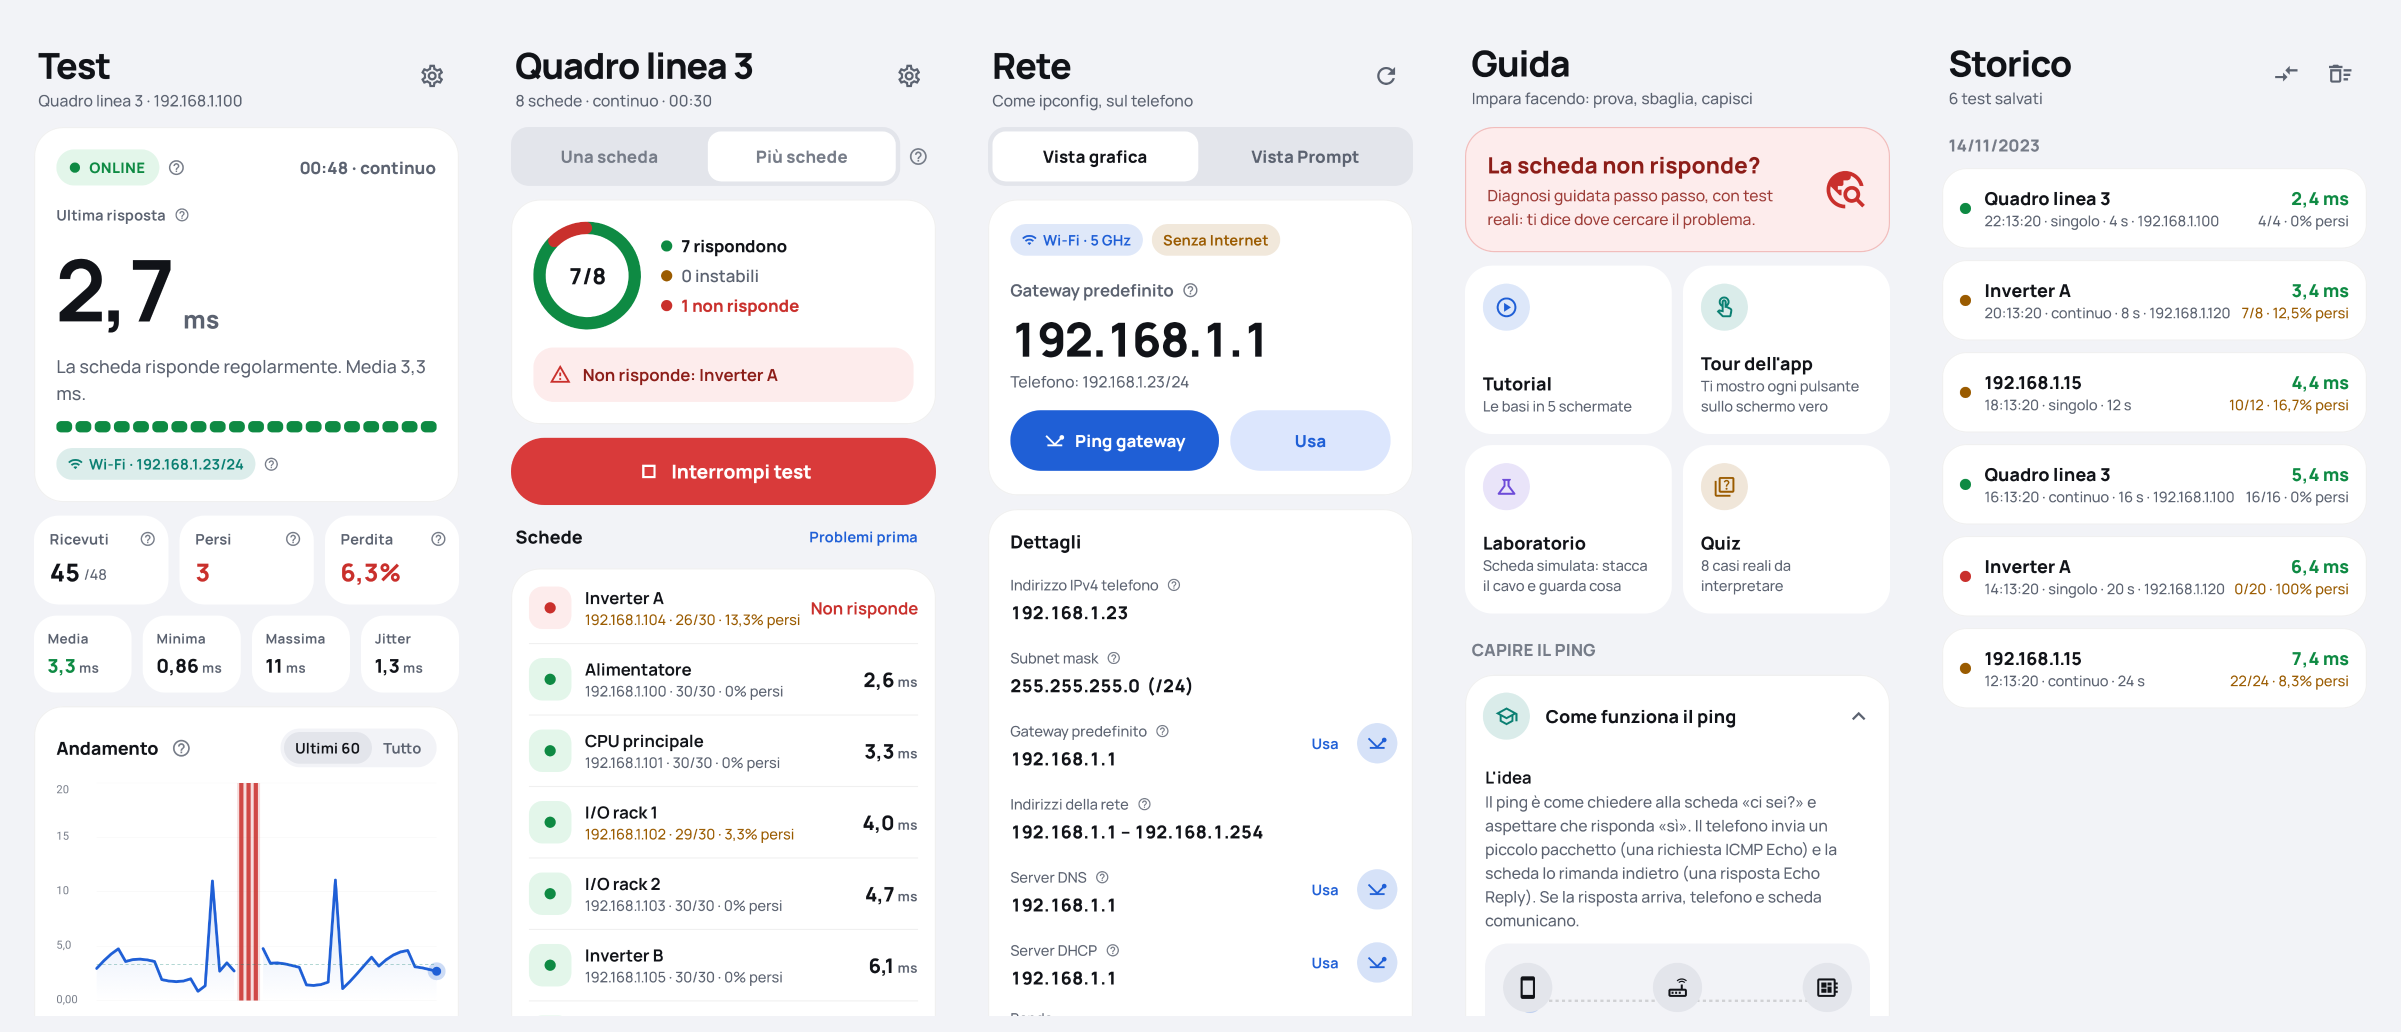 Test
Quadro linea 3 · 192.168.1.100
ONLINE
00:48 · continuo
Ultima risposta
2,7 ms
La scheda risponde regolarmente. Media 3,3
ms.
Wi-Fi · 192.168.1.23/24
Ricevuti
45 /48
Persi
3
Perdita
6,3%
Media
3,3 ms
Minima
0,86 ms
Massima
11 ms
Jitter
1,3 ms
Andamento
Ultimi 60
Tutto
20
15
10
5,0
0,00
Quadro linea 3
8 schede · continuo · 00:30
Una scheda
Più schede
7/8
7 rispondono
0 instabili
1 non risponde
Non risponde: Inverter A
Interrompi test
Schede
Problemi prima
Inverter A
192.168.1.104 · 26/30 · 13,3% persi
Non risponde
Alimentatore
192.168.1.100 · 30/30 · 0% persi
2,6 ms
CPU principale
192.168.1.101 · 30/30 · 0% persi
3,3 ms
I/O rack 1
192.168.1.102 · 29/30 · 3,3% persi
4,0 ms
I/O rack 2
192.168.1.103 · 30/30 · 0% persi
4,7 ms
Inverter B
192.168.1.105 · 30/30 · 0% persi
6,1 ms
Rete
Come ipconfig, sul telefono
Vista grafica
Vista Prompt
Wi-Fi · 5 GHz
Senza Internet
Gateway predefinito
192.168.1.1
Telefono: 192.168.1.23/24
Ping gateway
Usa
Dettagli
Indirizzo IPv4 telefono
192.168.1.23
Subnet mask
255.255.255.0 (/24)
Gateway predefinito
192.168.1.1
Usa
Indirizzi della rete
192.168.1.1 – 192.168.1.254
Server DNS
192.168.1.1
Usa
Server DHCP
192.168.1.1
Usa
Guida
Impara facendo: prova, sbaglia, capisci
La scheda non risponde?
Diagnosi guidata passo passo, con test
reali: ti dice dove cercare il problema.
Tutorial
Le basi in 5 schermate
Tour dell'app
Ti mostro ogni pulsante
sullo schermo vero
Laboratorio
Scheda simulata: stacca
il cavo e guarda cosa
Quiz
8 casi reali da
interpretare
CAPIRE IL PING
Come funziona il ping
L'idea
Il ping è come chiedere alla scheda «ci sei?» e
aspettare che risponda «sì». Il telefono invia un
piccolo pacchetto (una richiesta ICMP Echo) e la
scheda lo rimanda indietro (una risposta Echo
Reply). Se la risposta arriva, telefono e scheda
comunicano.
Storico
6 test salvati
14/11/2023
Quadro linea 3
22:13:20 · singolo · 4 s · 192.168.1.100
2,4 ms
4/4 · 0% persi
Inverter A
20:13:20 · continuo · 8 s · 192.168.1.120
3,4 ms
7/8 · 12,5% persi
192.168.1.15
18:13:20 · singolo · 12 s
4,4 ms
10/12 · 16,7% persi
Quadro linea 3
16:13:20 · continuo · 16 s · 192.168.1.100
5,4 ms
16/16 · 0% persi
Inverter A
14:13:20 · singolo · 20 s · 192.168.1.120
6,4 ms
0/20 · 100% persi
192.168.1.15
12:13:20 · continuo · 24 s
7,4 ms
22/24 · 8,3% persi